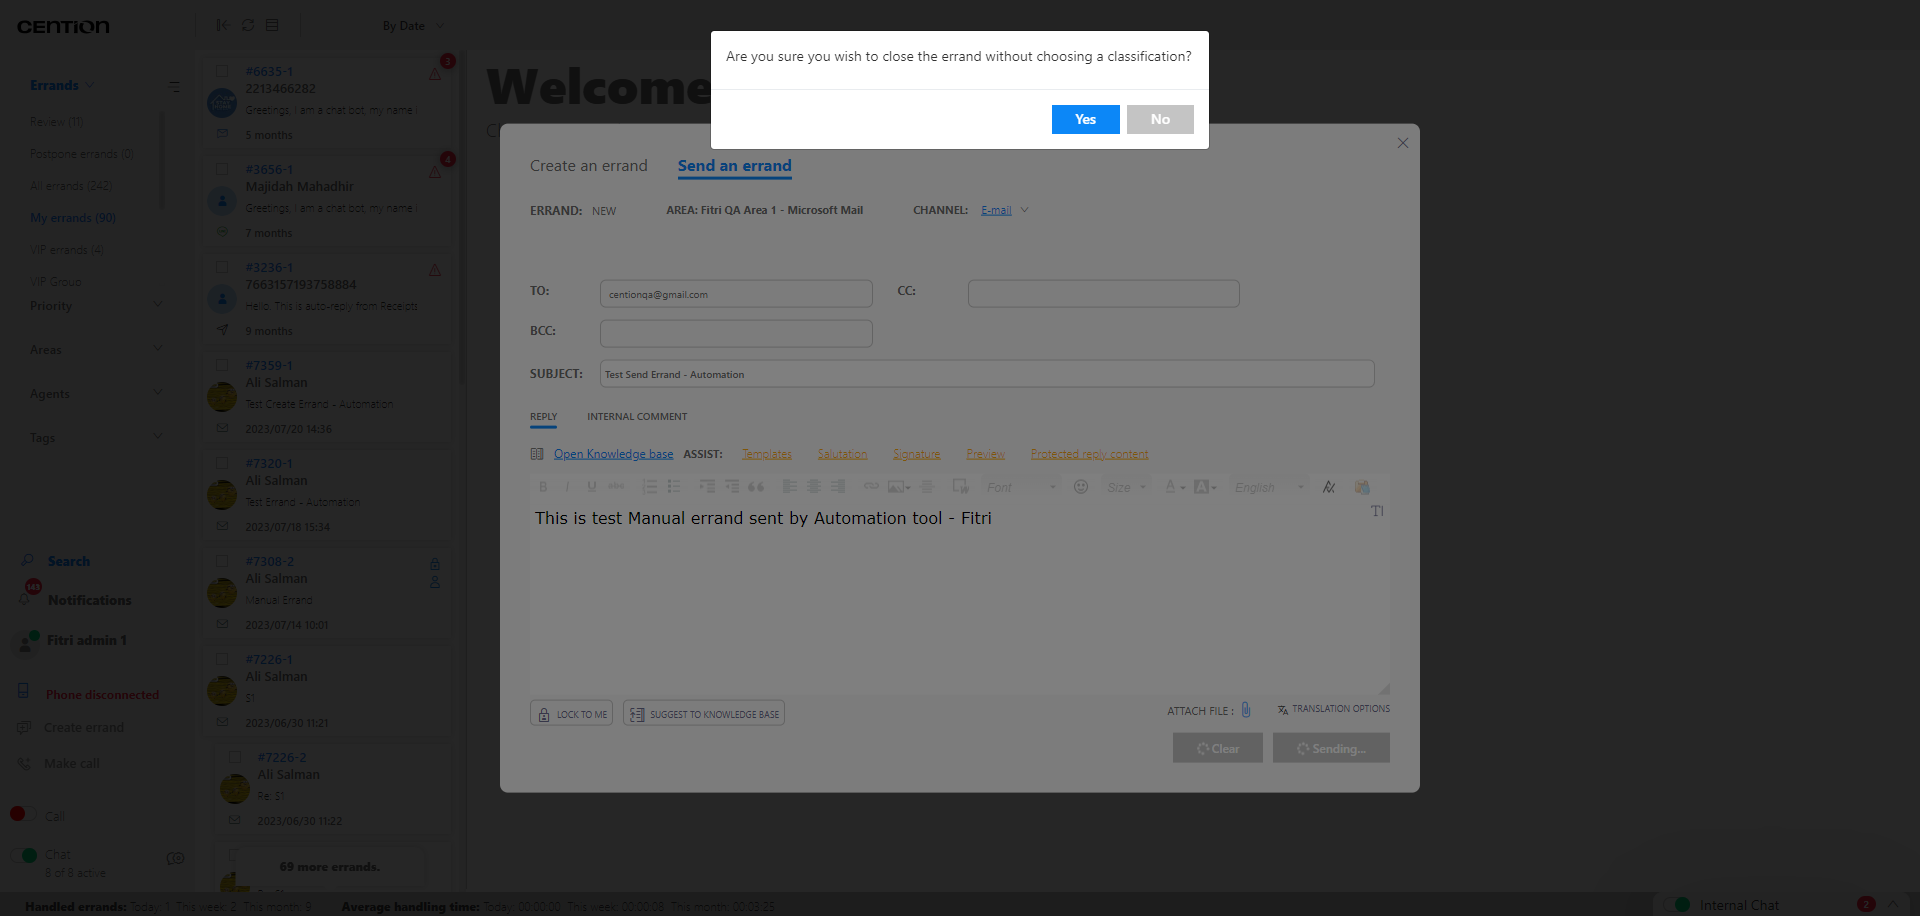 CENTION
By Date
Are you sure you wish to close the errand without choosing a classification?
Yes
No
Errands
Review (11)
Postpone errands (0)
All errands (242)
My errands (90)
VIP errands (4)
VIP Group
Priority
Areas
Agents
Tags
Search
143
Notifications
Fitri admin 1
Phone disconnected
Create errand
Make call
Call
Chat
8 of 8 active
#6635-1
3
2213466282
Greetings, I am a chat bot, my name i
5 months
#3656-1
4
Majidah Mahadhir
Greetings, I am a chat bot, my name i
7 months
#3236-1
7663157193758884
Hello. This is auto-reply from Receipts
9 months
#7359-1
Ali Salman
Test Create Errand - Automation
2023/07/20 14:36
#7320-1
Ali Salman
Test Errand - Automation
2023/07/18 15:34
#7308-2
Ali Salman
Manual Errand
2023/07/14 10:01
#7226-1
Ali Salman
S1
2023/06/30 11:21
#7226-2
Ali Salman
Re: S1
2023/06/30 11:22
69 more errands.
Welcome
Create an errand
Send an errand
ERRAND: NEW
AREA: Fitri QA Area 1 - Microsoft Mail
CHANNEL: E-mail
TO: centionqa@gmail.com
CC:
BCC:
SUBJECT: Test Send Errand - Automation
REPLY
INTERNAL COMMENT
Open Knowledge base ASSIST: Templates Salutation Signature Preview Protected reply content
B I U abc Font Size A A English
This is test Manual errand sent by Automation tool - Fitri
LOCK TO ME
SUGGEST TO KNOWLEDGE BASE
ATTACH FILE :
TRANSLATION OPTIONS
Clear
Sending...
Handled errands: Today: 1 This week: 2 This month: 9
Average handling time: Today: 00:00:00 This week: 00:00:08 This month: 00:03:25
Internal Chat
2